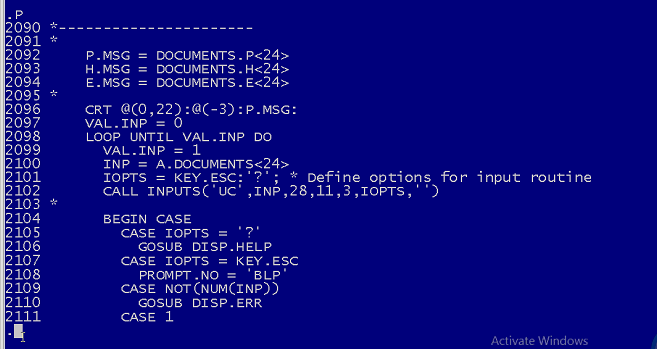 .P
2090 *----------------------
2091 *
2092     P.MSG = DOCUMENTS.P<24>
2093     H.MSG = DOCUMENTS.H<24>
2094     E.MSG = DOCUMENTS.E<24>
2095 *
2096     CRT @(0,22):@(-3):P.MSG:
2097     VAL.INP = 0
2098     LOOP UNTIL VAL.INP DO
2099       VAL.INP = 1
2100       INP = A.DOCUMENTS<24>
2101       IOPTS = KEY.ESC:'?'; * Define options for input routine
2102       CALL INPUTS('UC',INP,28,11,3,IOPTS,'')
2103 *
2104       BEGIN CASE
2105         CASE IOPTS = '?'
2106           GOSUB DISP.HELP
2107         CASE IOPTS = KEY.ESC
2108           PROMPT.NO = 'BLP'
2109         CASE NOT(NUM(INP))
2110           GOSUB DISP.ERR
2111         CASE 1
.
Activate Windows